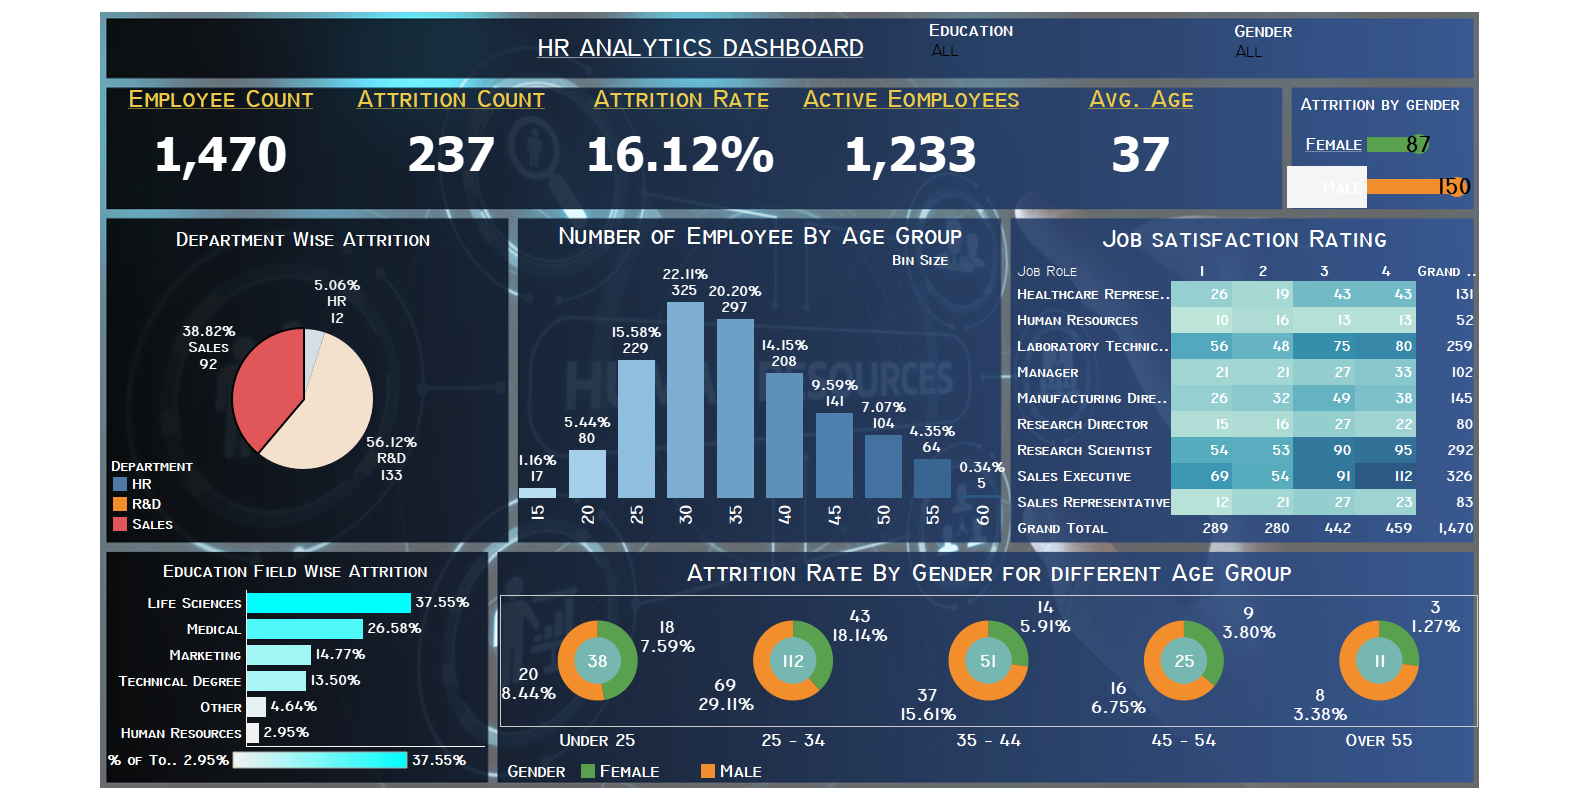 HR ANALYTICS DASHBOARD
EDUCATION
ALL
GENDER
ALL
EMPLOYEE COUNT
1,470
ATTRITION COUNT
237
ATTRITION RATE
16.12%
ACTIVE EOMPLOYEES
1,233
AVG. AGE
37
ATTRITION BY GENDER
FEMALE 87
MALE 150
DEPARTMENT WISE ATTRITION
5.06%
HR
12
38.82%
SALES
92
56.12%
R&D
133
DEPARTMENT
HR
R&D
SALES
NUMBER OF EMPLOYEE BY AGE GROUP
BIN SIZE
1.16%
17
5.44%
80
15.58%
229
22.11%
325
20.20%
297
14.15%
208
9.59%
141
7.07%
104
4.35%
64
0.34%
5
15 20 25 30 35 40 45 50 55 60
JOB SATISFACTION RATING
JOB ROLE 1 2 3 4 GRAND ..
HEALTHCARE REPRESE.. 26 19 43 43 131
HUMAN RESOURCES 10 16 13 13 52
LABORATORY TECHNIC.. 56 48 75 80 259
MANAGER 21 21 27 33 102
MANUFACTURING DIRE.. 26 32 49 38 145
RESEARCH DIRECTOR 15 16 27 22 80
RESEARCH SCIENTIST 54 53 90 95 292
SALES EXECUTIVE 69 54 91 112 326
SALES REPRESENTATIVE 12 21 27 23 83
GRAND TOTAL 289 280 442 459 1,470
EDUCATION FIELD WISE ATTRITION
LIFE SCIENCES 37.55%
MEDICAL 26.58%
MARKETING 14.77%
TECHNICAL DEGREE 13.50%
OTHER 4.64%
HUMAN RESOURCES 2.95%
% OF TO.. 2.95% 37.55%
ATTRITION RATE BY GENDER FOR DIFFERENT AGE GROUP
18
7.59%
38
20
8.44%
43
18.14%
112
69
29.11%
14
5.91%
51
37
15.61%
9
3.80%
25
16
6.75%
3
1.27%
11
8
3.38%
UNDER 25 25 - 34 35 - 44 45 - 54 OVER 55
GENDER FEMALE MALE